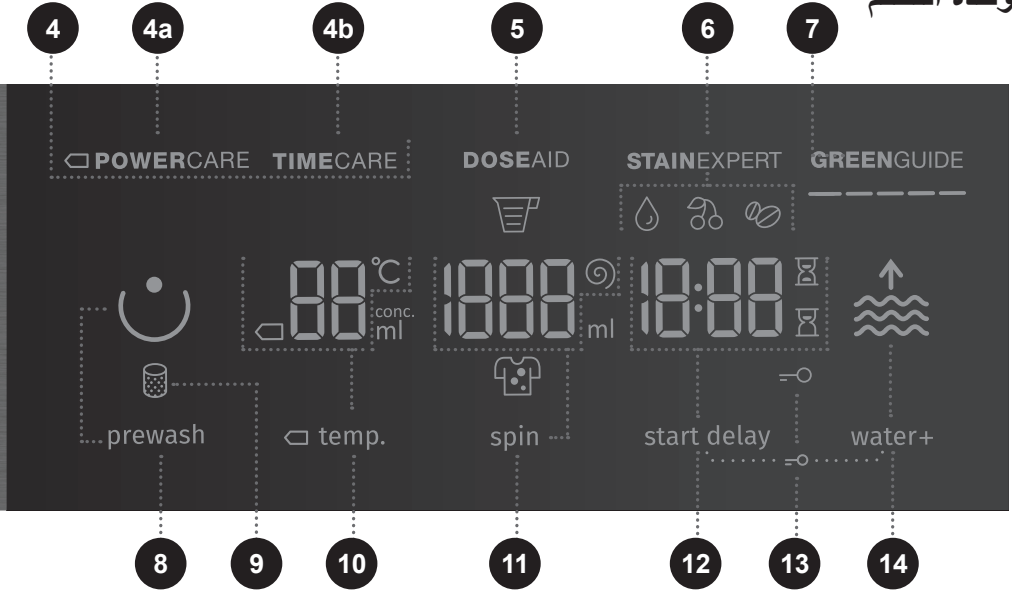 4 4a 4b 5 6 7
POWERCARE TIMECARE DOSEAID STAINEXPERT GREENGUIDE
88 °C 1888 18:88
conc.
ml ml
prewash temp. spin start delay water+
8 9 10 11 12 13 14